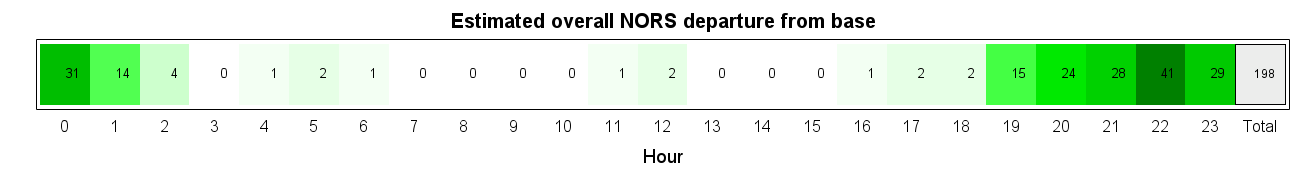 Estimated overall NORS departure from base
31 14 4 0 1 2 1 0 0 0 0 1 2 0 0 0 1 2 2 15 24 28 41 29 198
0 1 2 3 4 5 6 7 8 9 10 11 12 13 14 15 16 17 18 19 20 21 22 23 Total
Hour